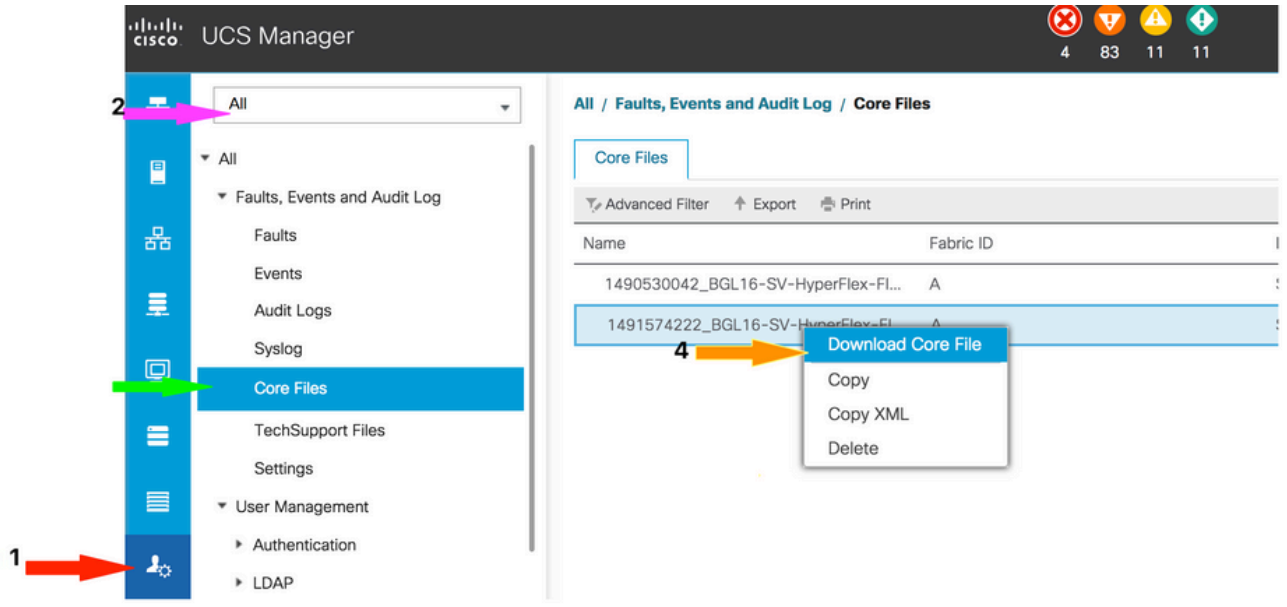 CISCO UCS Manager
4 83 11 11
2
All
All / Faults, Events and Audit Log / Core Files
All
Core Files
Faults, Events and Audit Log
Advanced Filter Export Print
Faults
Name Fabric ID
Events
1490530042_BGL16-SV-HyperFlex-FI... A
Audit Logs
1491574222_BGL16-SV-HyperFlex-FI... A
Syslog
4
Download Core File
Core Files
Copy
Copy XML
TechSupport Files
Delete
Settings
User Management
Authentication
1
LDAP